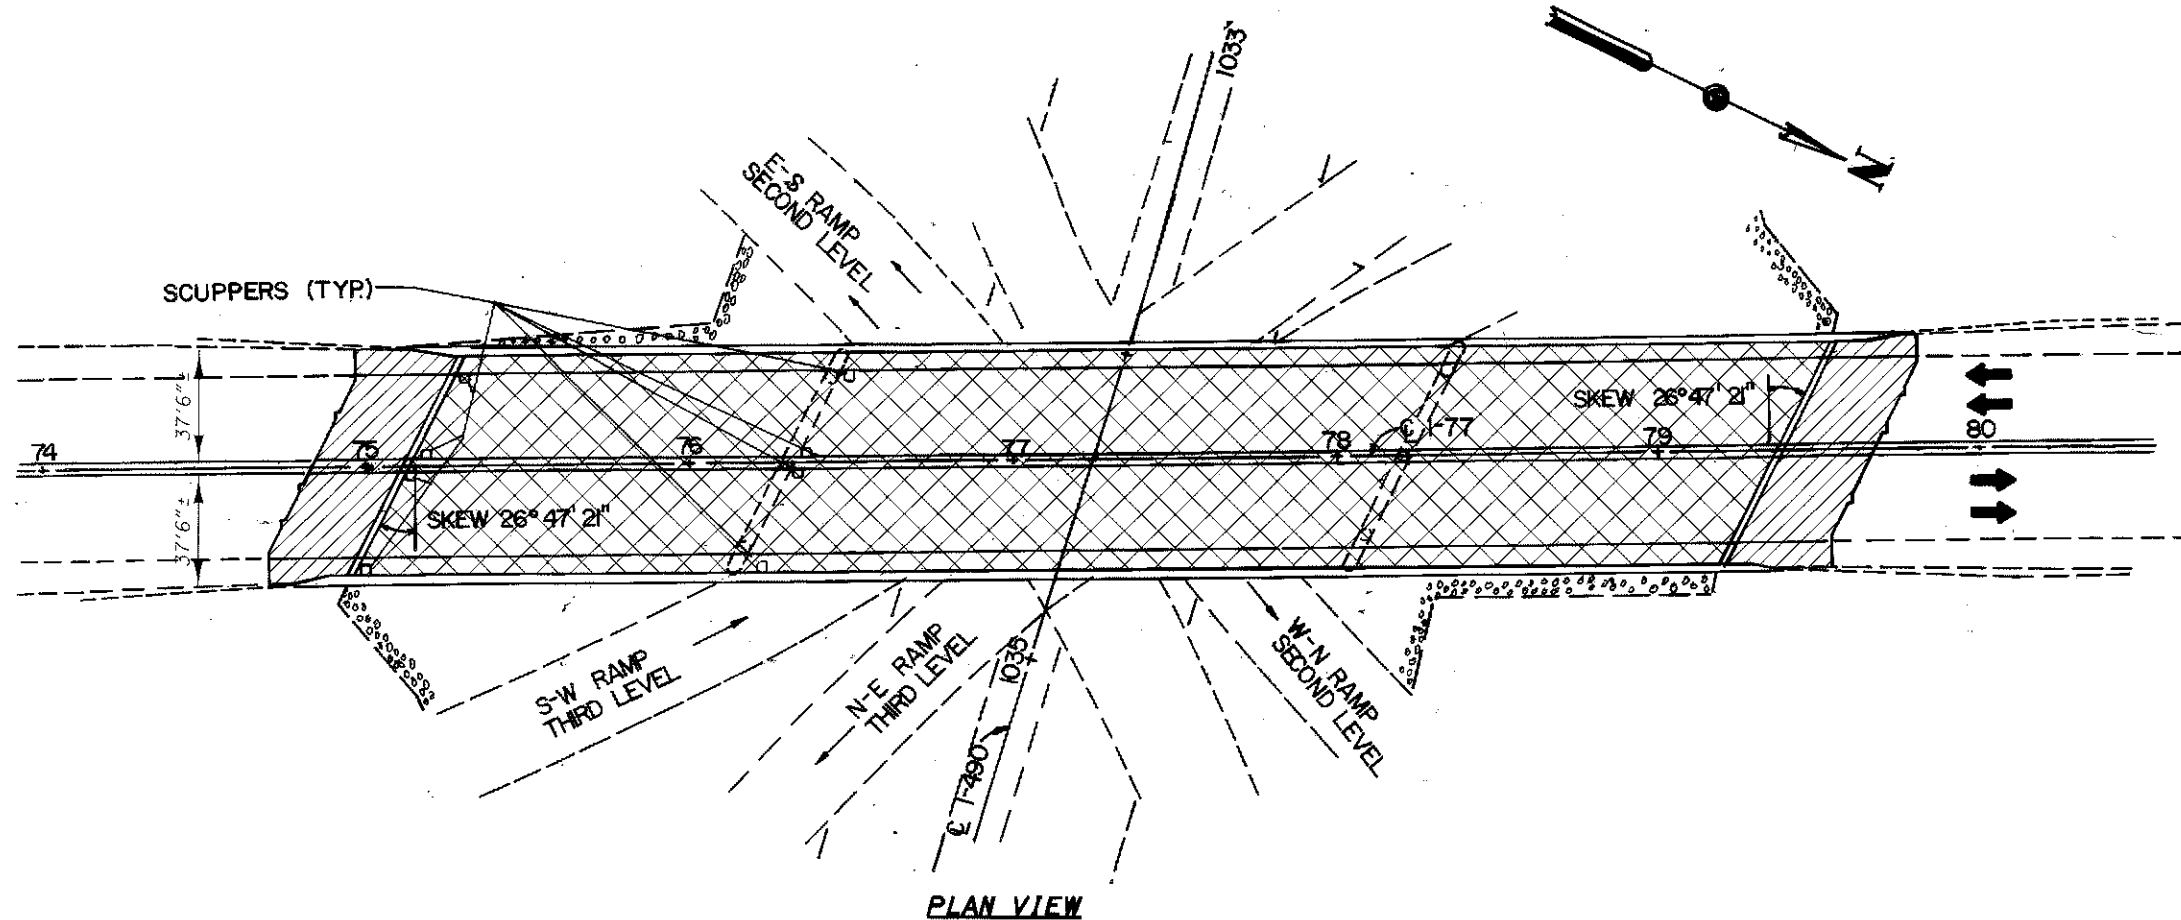 1033
N
E-S RAMP
SECOND LEVEL
SCUPPERS (TYP.)
37'6"±
SKEW 26°47'21"
74
75
76
77
78
℄ I-77
79
80
37'6"±
SKEW 26°47'21"
S-W RAMP
THIRD LEVEL
N-E RAMP
THIRD LEVEL
1035
W-N RAMP
SECOND LEVEL
℄ I-490
PLAN VIEW